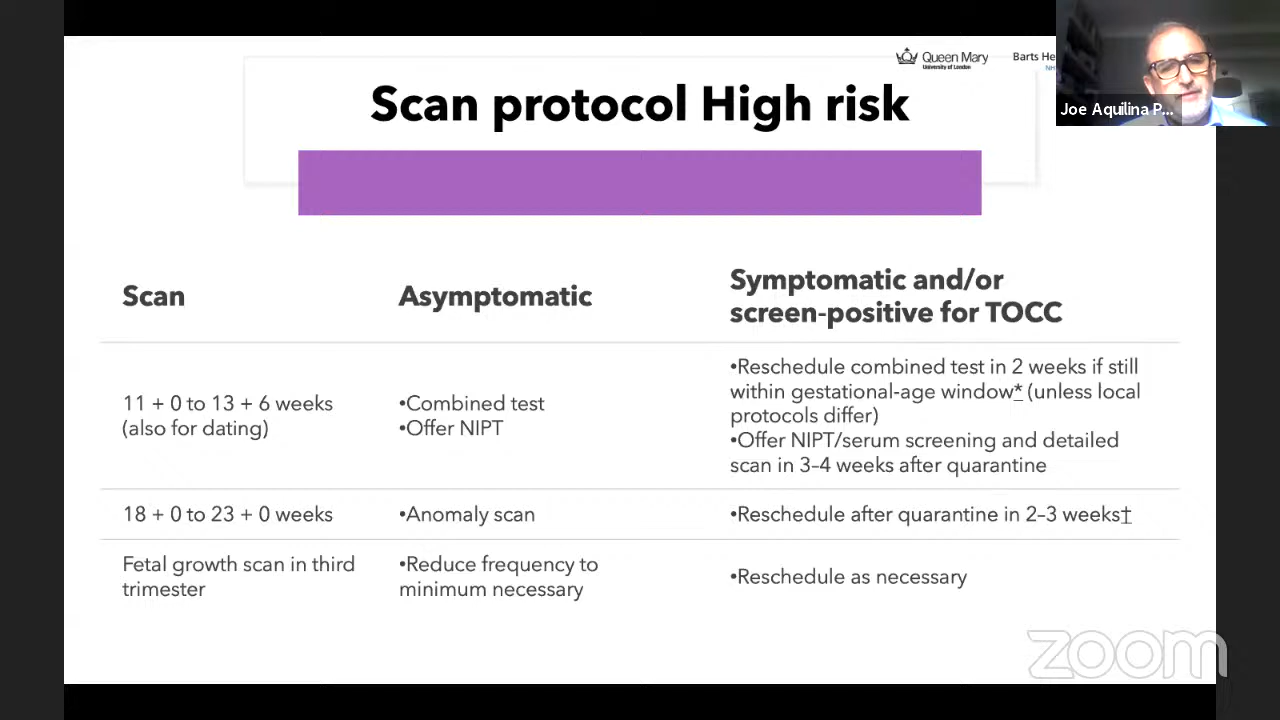 Queen Mary
University of London
Barts He
NH
Joe Aquilina P...
Scan protocol High risk
Scan
Asymptomatic
Symptomatic and/or
screen-positive for TOCC
11 + 0 to 13 + 6 weeks
(also for dating)
•Combined test
•Offer NIPT
•Reschedule combined test in 2 weeks if still
within gestational-age window* (unless local
protocols differ)
•Offer NIPT/serum screening and detailed
scan in 3–4 weeks after quarantine
18 + 0 to 23 + 0 weeks
•Anomaly scan
•Reschedule after quarantine in 2–3 weeks†
Fetal growth scan in third
trimester
•Reduce frequency to
minimum necessary
•Reschedule as necessary
zoom